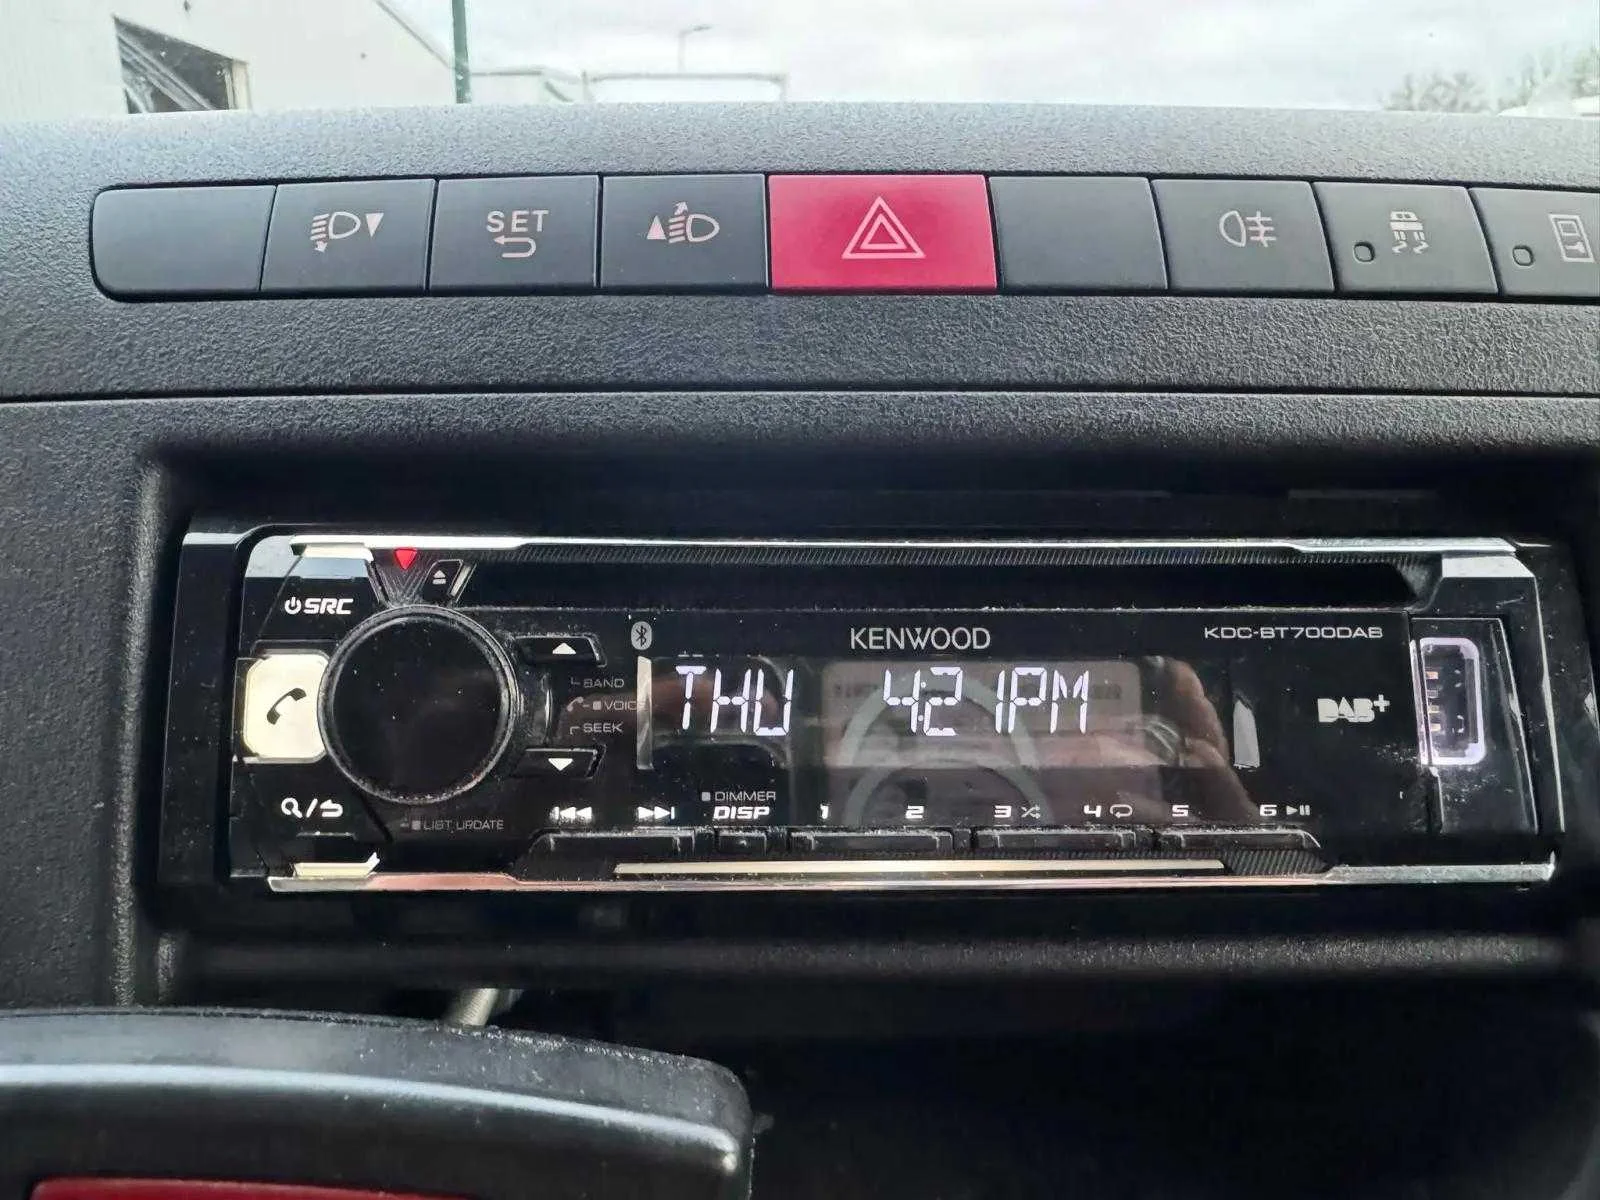 SET
SRC
KENWOOD
KDC-BT700DAB
BAND
VOICE
SEEK
THU 4:21PM
DAB+
DIMMER
DISP
1 2 3 4 5 6
LIST UPDATE